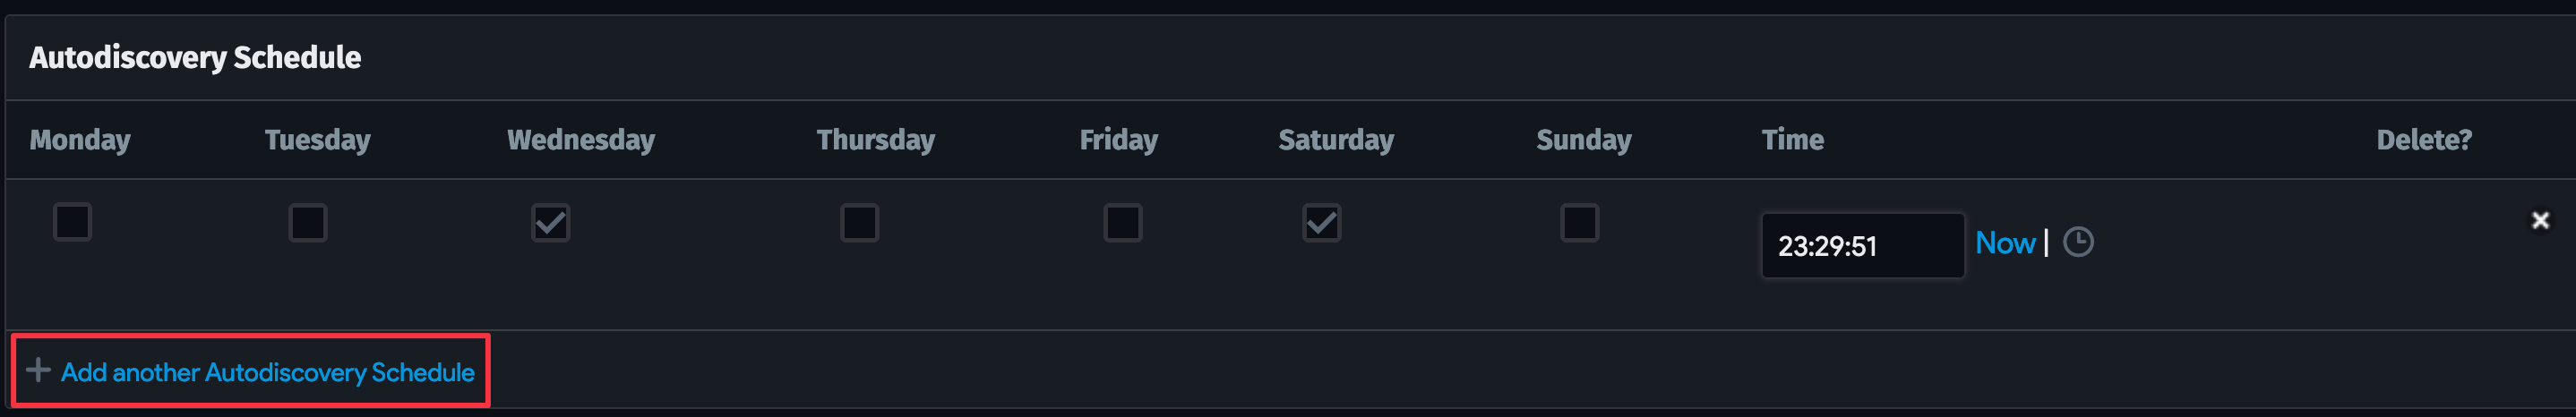 Autodiscovery Schedule
Monday Tuesday Wednesday Thursday Friday Saturday Sunday Time Delete?
23:29:51 Now |
Add another Autodiscovery Schedule